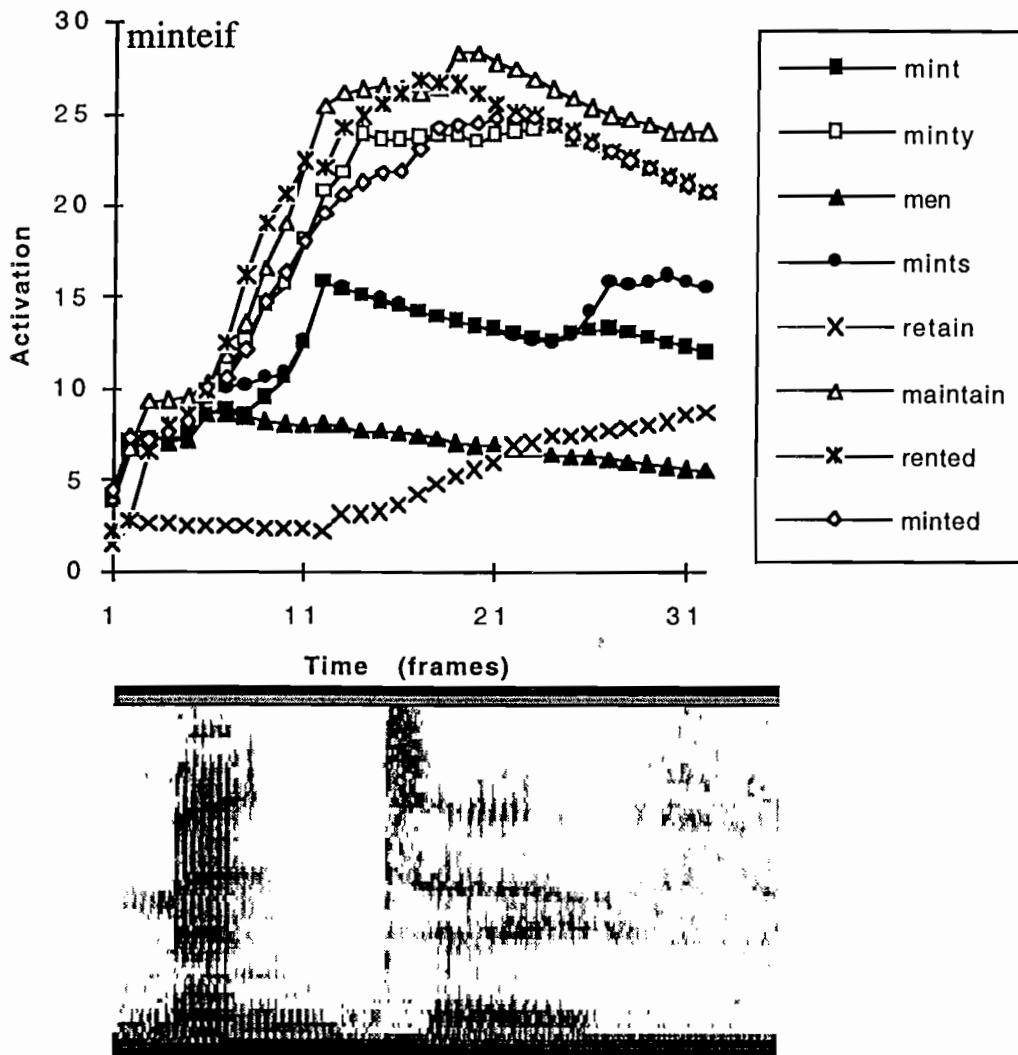 minteif
30
25
20
15
10
5
0
Activation
1 11 21 31
Time (frames)
mint
minty
men
mints
retain
maintain
rented
minted